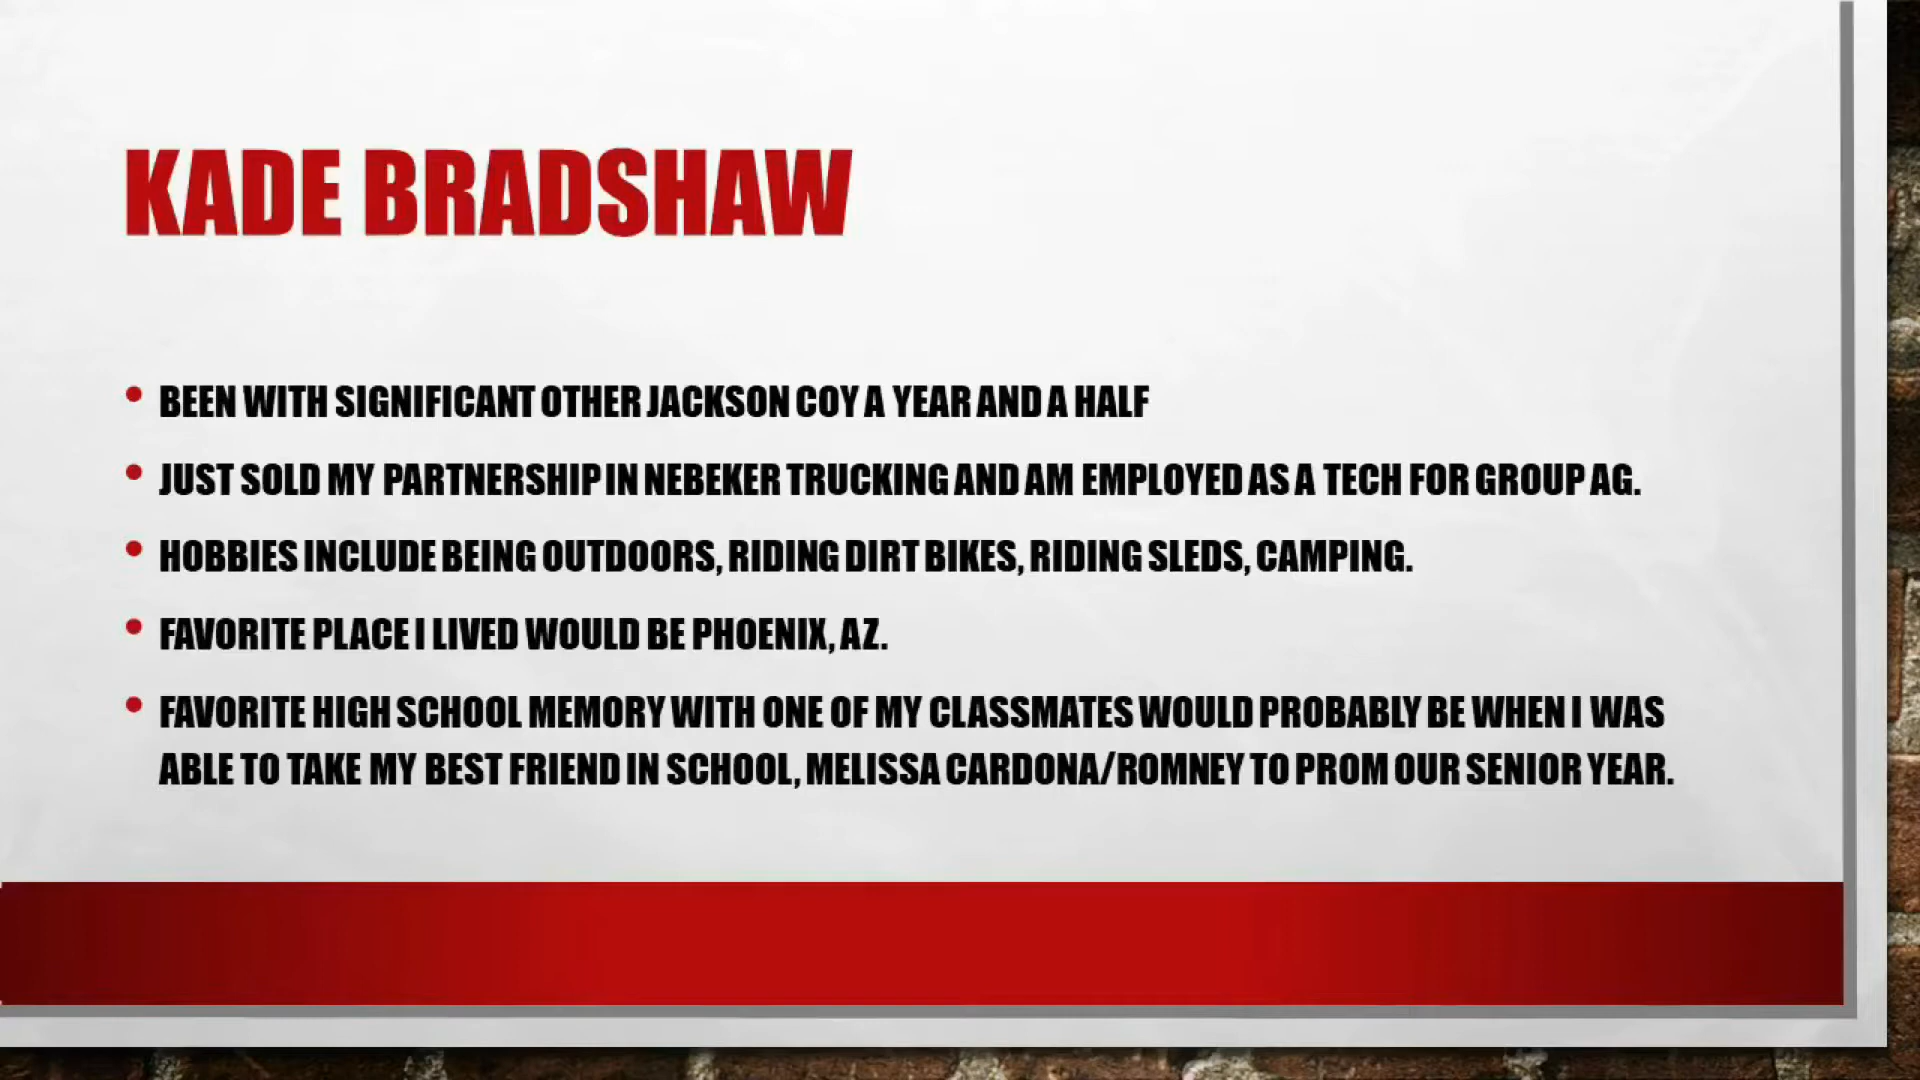 KADE BRADSHAW
• BEEN WITH SIGNIFICANT OTHER JACKSON COY A YEAR AND A HALF
• JUST SOLD MY PARTNERSHIP IN NEBEKER TRUCKING AND AM EMPLOYED AS A TECH FOR GROUP AG.
• HOBBIES INCLUDE BEING OUTDOORS, RIDING DIRT BIKES, RIDING SLEDS, CAMPING.
• FAVORITE PLACE I LIVED WOULD BE PHOENIX, AZ.
• FAVORITE HIGH SCHOOL MEMORY WITH ONE OF MY CLASSMATES WOULD PROBABLY BE WHEN I WAS
ABLE TO TAKE MY BEST FRIEND IN SCHOOL, MELISSA CARDONA/ROMNEY TO PROM OUR SENIOR YEAR.